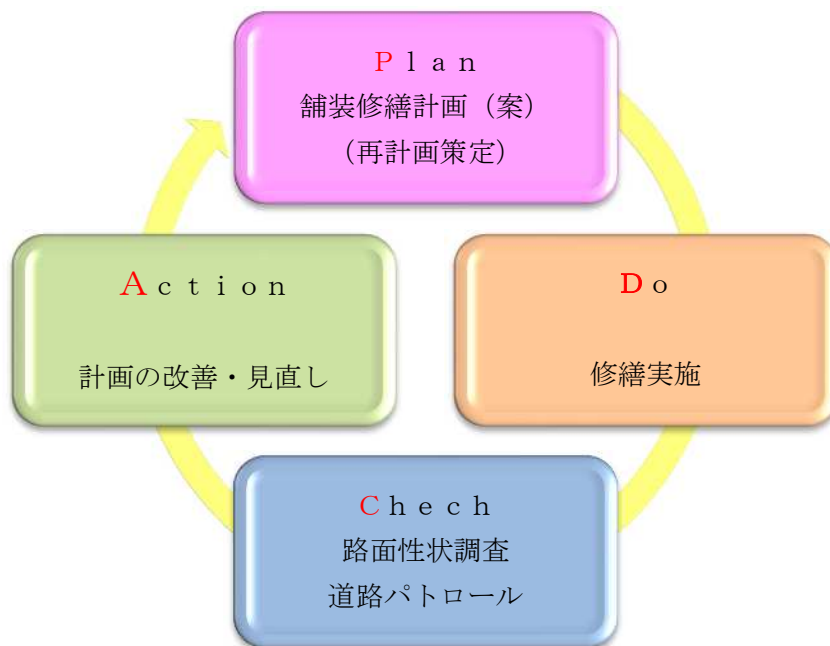 Ｐｌａｎ
舗装修繕計画（案）
（再計画策定）
Ａｃｔｉｏｎ
計画の改善・見直し
Ｄｏ
修繕実施
Ｃｈｅｃｈ
路面性状調査
道路パトロール